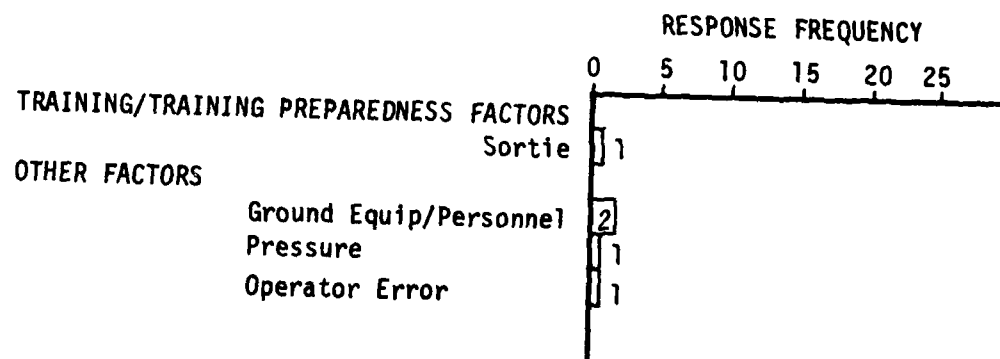 RESPONSE FREQUENCY
0 5 10 15 20 25
TRAINING/TRAINING PREPAREDNESS FACTORS
Sortie 1
OTHER FACTORS
Ground Equip/Personnel 2
Pressure 1
Operator Error 1